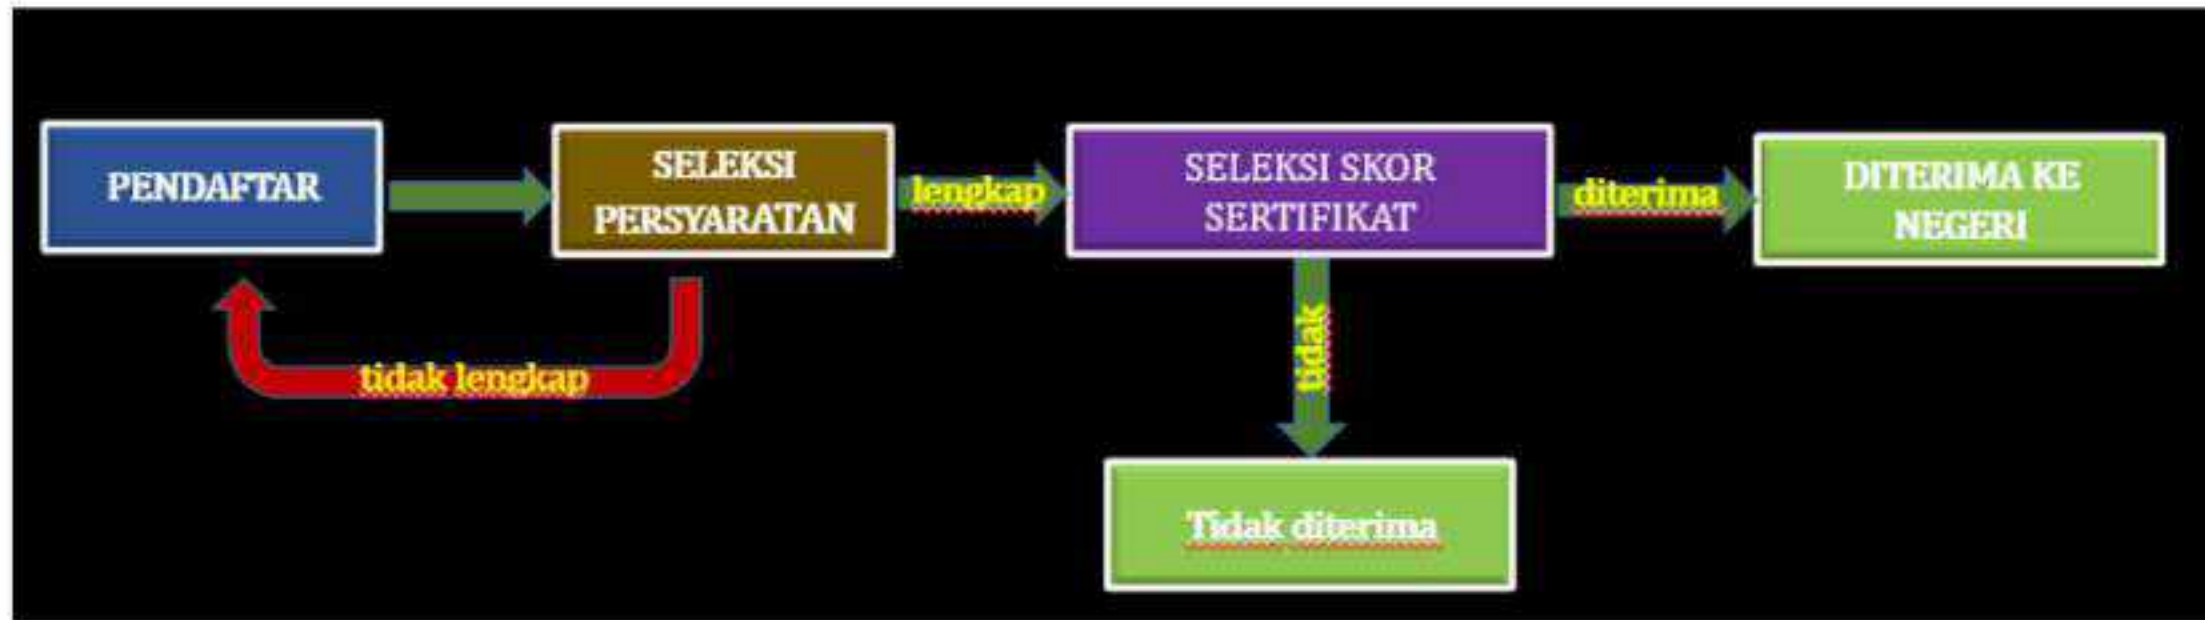 PENDAFTAR
SELEKSI
PERSYARATAN
lengkap
SELEKSI SKOR
SERTIFIKAT
diterima
DITERIMA KE
NEGERI
tidak lengkap
tidak
Tidak diterima